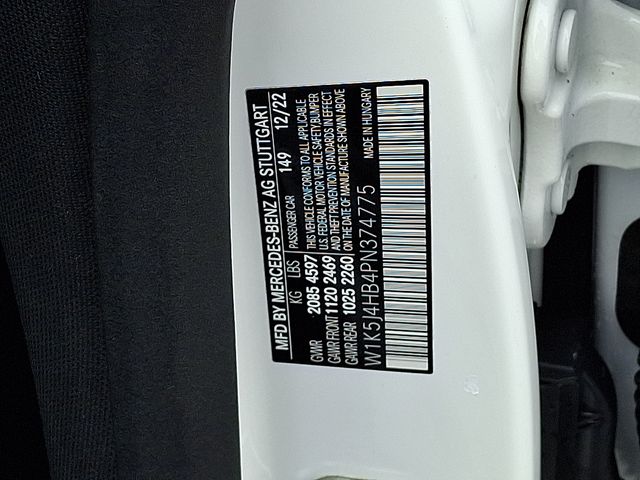 MFD BY MERCEDES-BENZ AG STUTTGART
KG LBS PASSENGER CAR 149 12/22
GVWR 2085 4597 THIS VEHICLE CONFORMS TO ALL APPLICABLE
U.S. FEDERAL MOTOR VEHICLE SAFETY, BUMPER
GAWR FRONT 1120 2469 AND THEFT PREVENTION STANDARDS IN EFFECT
GAWR REAR 1025 2260 ON THE DATE OF MANUFACTURE SHOWN ABOVE
W1K5J4HB4PN374775 MADE IN HUNGARY